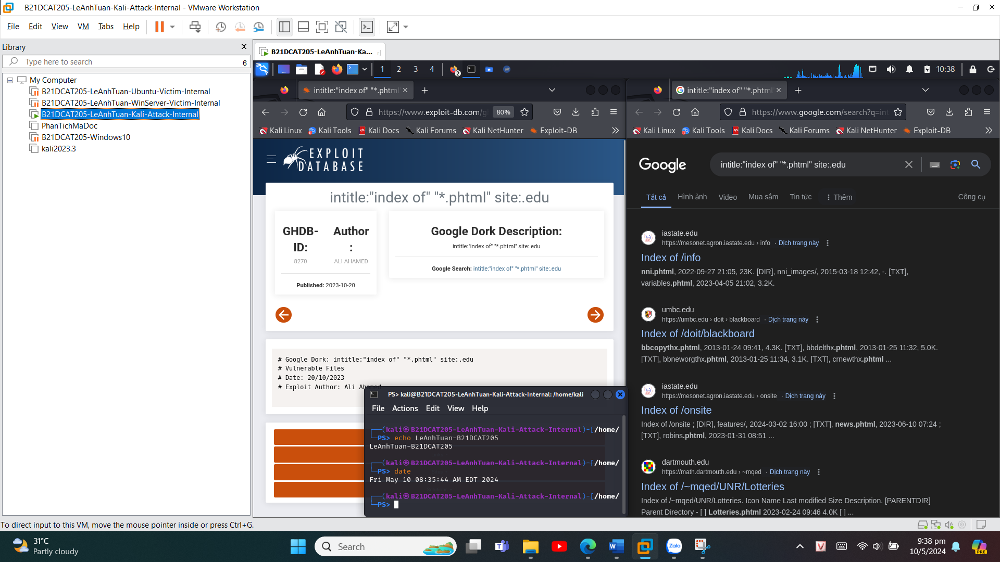 B21DCAT205-LeAnhTuan-Kali-Attack-Internal - VMware Workstation
File Edit View VM Tabs Help
Library
Type here to search 6
My Computer
B21DCAT205-LeAnhTuan-Ubuntu-Victim-Internal
B21DCAT205-LeAnhTuan-WinServer-Victim-Internal
B21DCAT205-LeAnhTuan-Kali-Attack-Internal
PhanTichMaDoc
B21DCAT205-Windows10
kali2023.3
B21DCAT205-LeAnhTuan-Ka...
1 2 3 4 2 10:38
intitle:"index of" "*.phtml
https://www.exploit-db.com/g 80%
Kali Linux Kali Tools Kali Docs Kali Forums Kali NetHunter Exploit-DB
EXPLOIT
DATABASE
intitle:"index of" "*.phtml" site:.edu
GHDB-ID:
8270
Author:
ALI AHAMED
Published: 2023-10-20
Google Dork Description:
intitle:"index of" "*.phtml" site:.edu
Google Search: intitle:"index of" "*.phtml" site:.edu
# Google Dork: intitle:"index of" "*.phtml" site:.edu
# Vulnerable Files
# Date: 20/10/2023
# Exploit Author: Ali Ahamed
PS> kali@B21DCAT205-LeAnhTuan-Kali-Attack-Internal: /home/kali
File Actions Edit View Help
┌──(kali㉿B21DCAT205-LeAnhTuan-Kali-Attack-Internal)-[/home/
└─PS> echo LeAnhTuan-B21DCAT205
LeAnhTuan-B21DCAT205
┌──(kali㉿B21DCAT205-LeAnhTuan-Kali-Attack-Internal)-[/home/
└─PS> date
Fri May 10 08:35:44 AM EDT 2024
┌──(kali㉿B21DCAT205-LeAnhTuan-Kali-Attack-Internal)-[/home/
└─PS>
intitle:"index of" "*.phtml
https://www.google.com/search?q=int
Kali Linux Kali Tools Kali Docs Kali Forums Kali NetHunter Exploit-DB
Google
intitle:"index of" "*.phtml" site:.edu
Tất cả Hình ảnh Video Mua sắm Tin tức Thêm Công cụ
iastate.edu
https://mesonet.agron.iastate.edu › info · Dịch trang này
Index of /info
nni.phtml, 2022-09-27 21:05, 23K. [DIR], nni_images/, 2015-03-18 12:42, -. [TXT],
variables.phtml, 2023-04-05 21:02, 3.2K.
umbc.edu
https://umbc.edu › doit › blackboard · Dịch trang này
Index of /doit/blackboard
bbcopythx.phtml, 2013-01-24 09:41, 4.3K. [TXT], bbdelthx.phtml, 2013-01-25 11:32, 5.0K.
[TXT], bbneworgthx.phtml, 2013-01-25 11:34, 3.1K. [TXT], crnewthx.phtml ...
iastate.edu
https://mesonet.agron.iastate.edu › onsite · Dịch trang này
Index of /onsite
Index of /onsite ; [DIR], features/, 2024-03-02 16:00 ; [TXT], news.phtml, 2023-06-10 07:24 ;
[TXT], robins.phtml, 2023-01-31 08:51 ...
dartmouth.edu
https://math.dartmouth.edu › ~mqed · Dịch trang này
Index of /~mqed/UNR/Lotteries
Index of /~mqed/UNR/Lotteries. Icon Name Last modified Size Description. [PARENTDIR]
Parent Directory - [ ] Lotteries.phtml 2023-02-24 09:46 4.0K [ ] ...
To direct input to this VM, move the mouse pointer inside or press Ctrl+G.
31°C
Partly cloudy
Search
Zalo
PRE
9:38 pm
10/5/2024